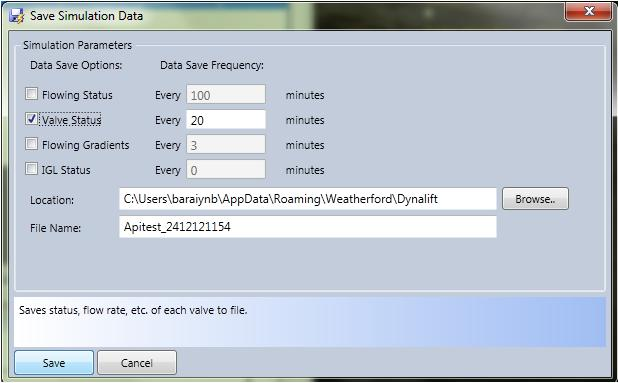 Save Simulation Data
Simulation Parameters
Data Save Options: Data Save Frequency:
Flowing Status Every 100 minutes
Valve Status Every 20 minutes
Flowing Gradients Every 3 minutes
IGL Status Every 0 minutes
Location: C:\Users\baraiynb\AppData\Roaming\Weatherford\Dynalift Browse..
File Name: Apitest_2412121154
Saves status, flow rate, etc. of each valve to file.
Save Cancel